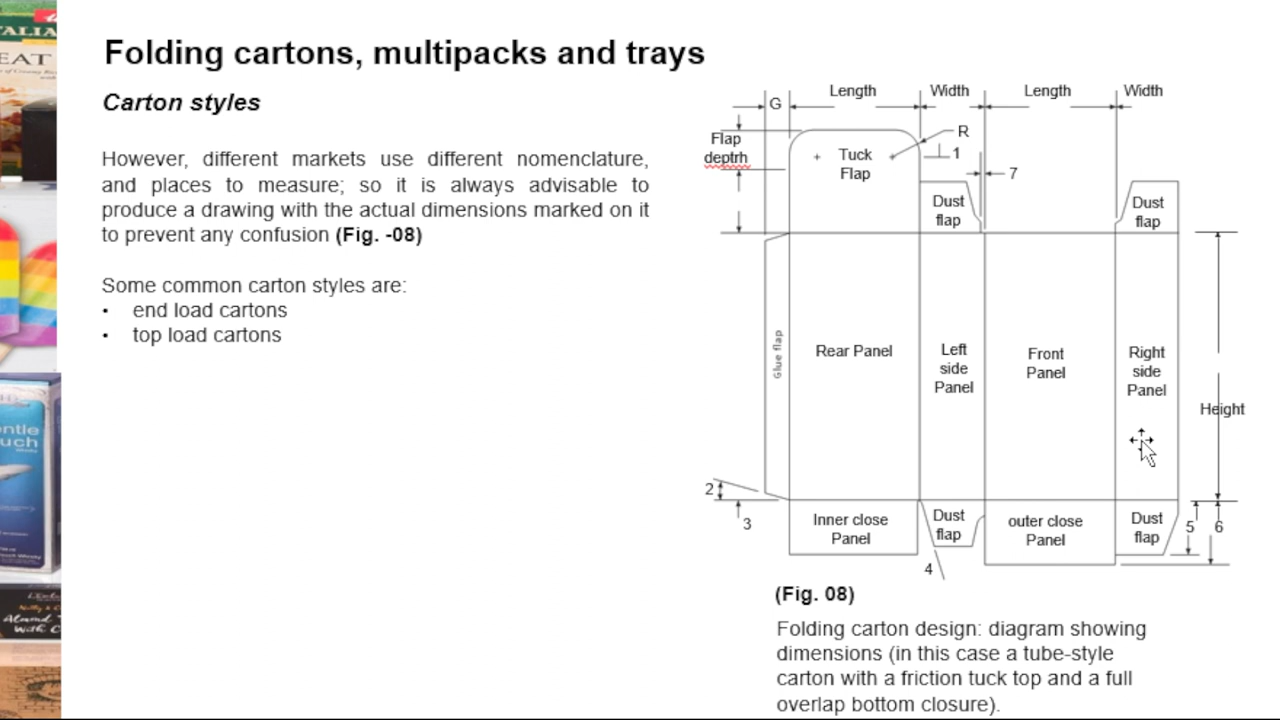 Folding cartons, multipacks and trays
Carton styles
However, different markets use different nomenclature,
and places to measure; so it is always advisable to
produce a drawing with the actual dimensions marked on it
to prevent any confusion (Fig. -08)
Some common carton styles are:
• end load cartons
• top load cartons
G
Length
Width
Length
Width
Flap
deptrh
Tuck
Flap
R
1
7
Dust
flap
Dust
flap
Glue flap
Rear Panel
Left
side
Panel
Front
Panel
Right
side
Panel
Height
2
3
Inner close
Panel
Dust
flap
outer close
Panel
Dust
flap
5
6
4
(Fig. 08)
Folding carton design: diagram showing
dimensions (in this case a tube-style
carton with a friction tuck top and a full
overlap bottom closure).
EAT
entle
uch
With C